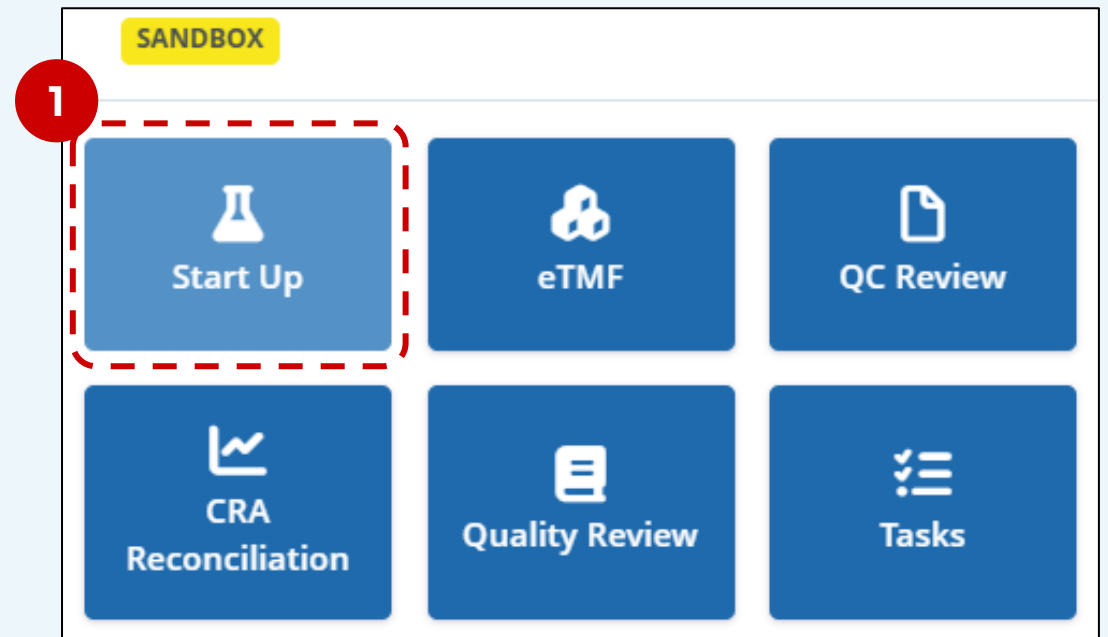 SANDBOX
1
Start Up
eTMF
QC Review
CRA
Reconciliation
Quality Review
Tasks